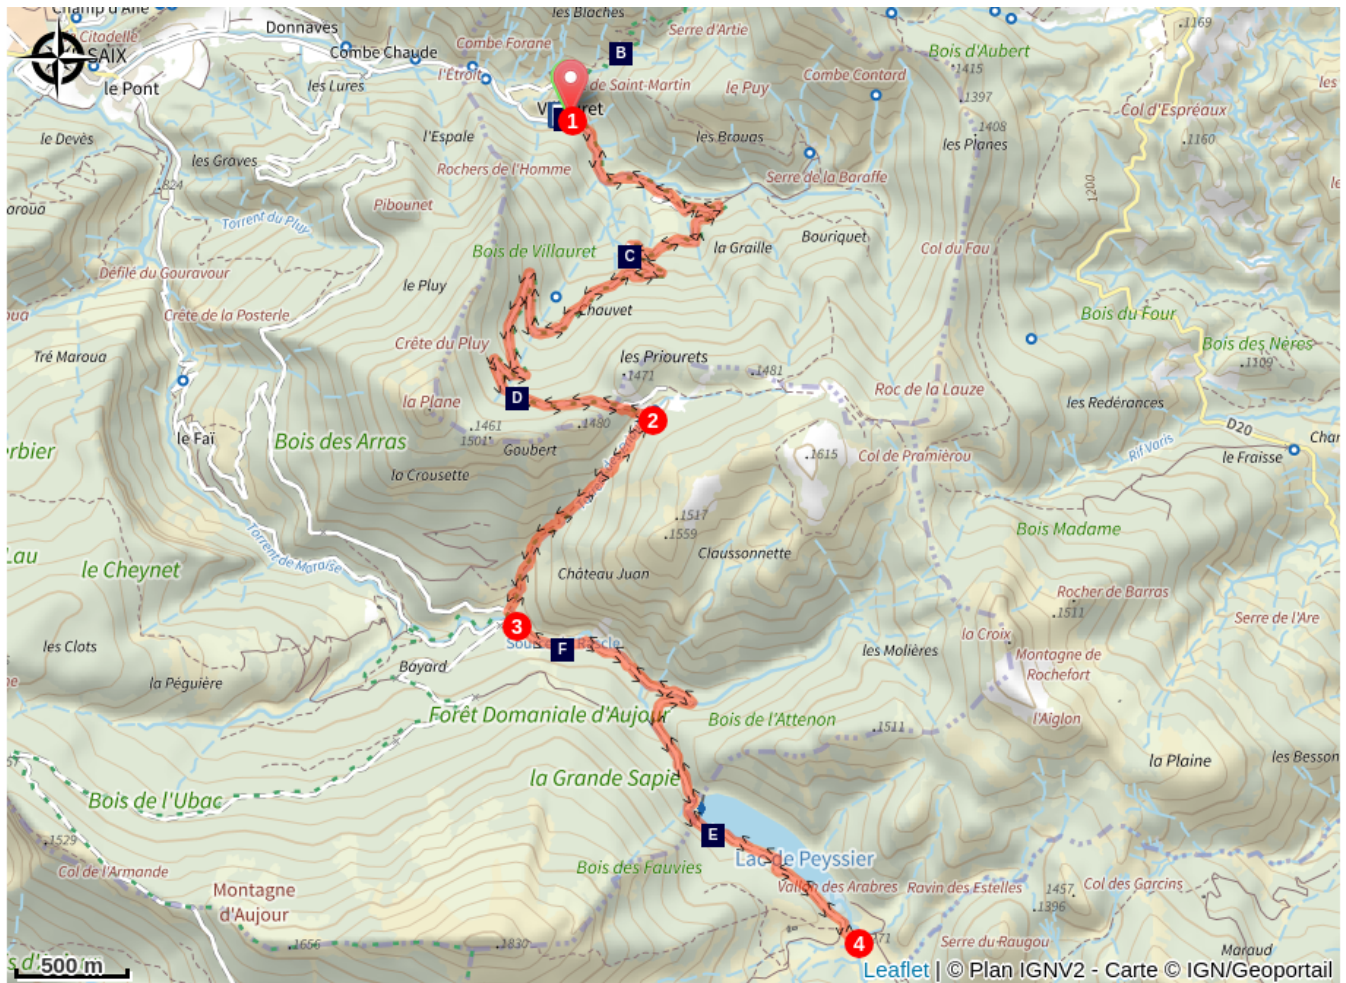 les Blaches
Donnaves
Serre d'Artie
1169
Citadelle
Combe Forane
B
Bois d'Aubert
SAIX
Combe Chaude
1415
l'Étroit
Combe Contard
le Pont
les Lures
de Saint-Martin
le Puy
1397
Col d'Espréaux
1
1408
le Devès
l'Espale
les Brouas
les Planes
1160
les Graves
Rochers de l'Homme
Serre de la Baraffe
824
1200
Pibounet
Torrent du Pluy
Bouriquet
Bois de Villauret
C
la Graille
Col du Fau
Défilé du Gouravour
le Pluy
Crête de la Posterle
Chauvet
Bois du Four
Crête du Pluy
Bois des Nères
Tré Maroua
les Priourets
1471
1481
1109
Roc de la Lauze
la Plane
D
les Redérances
2
1461
1480
D20
1501
le Faï
Bois des Arras
Goubert
Rif Varis
1615
Col de Pramièrou
le Fraisse
la Crousette
1517
1559
Bois Madame
Torrent de Maraise
Claussonnette
le Cheynet
Château Juan
Rocher de Barras
1511
Serre de l'Are
3
la Croix
les Clots
F
les Molières
Montagne de
Rochefort
Bayard
la Péguière
Forêt Domaniale d'Aujour
Bois de l'Attenon
l'Aiglon
1511
la Plaine
la Grande Sapie
Bois de l'Ubac
E
1529
Lac de Peyssier
Col de l'Armande
Bois des Fauvies
Vallon des Arabres
Ravin des Estelles
1457
Col des Garcins
Montagne
d'Aujour
1396
4
1656
1830
Serre du Raugou
Maraud
500 m
Leaflet | © Plan IGNV2 - Carte © IGN/Geoportail